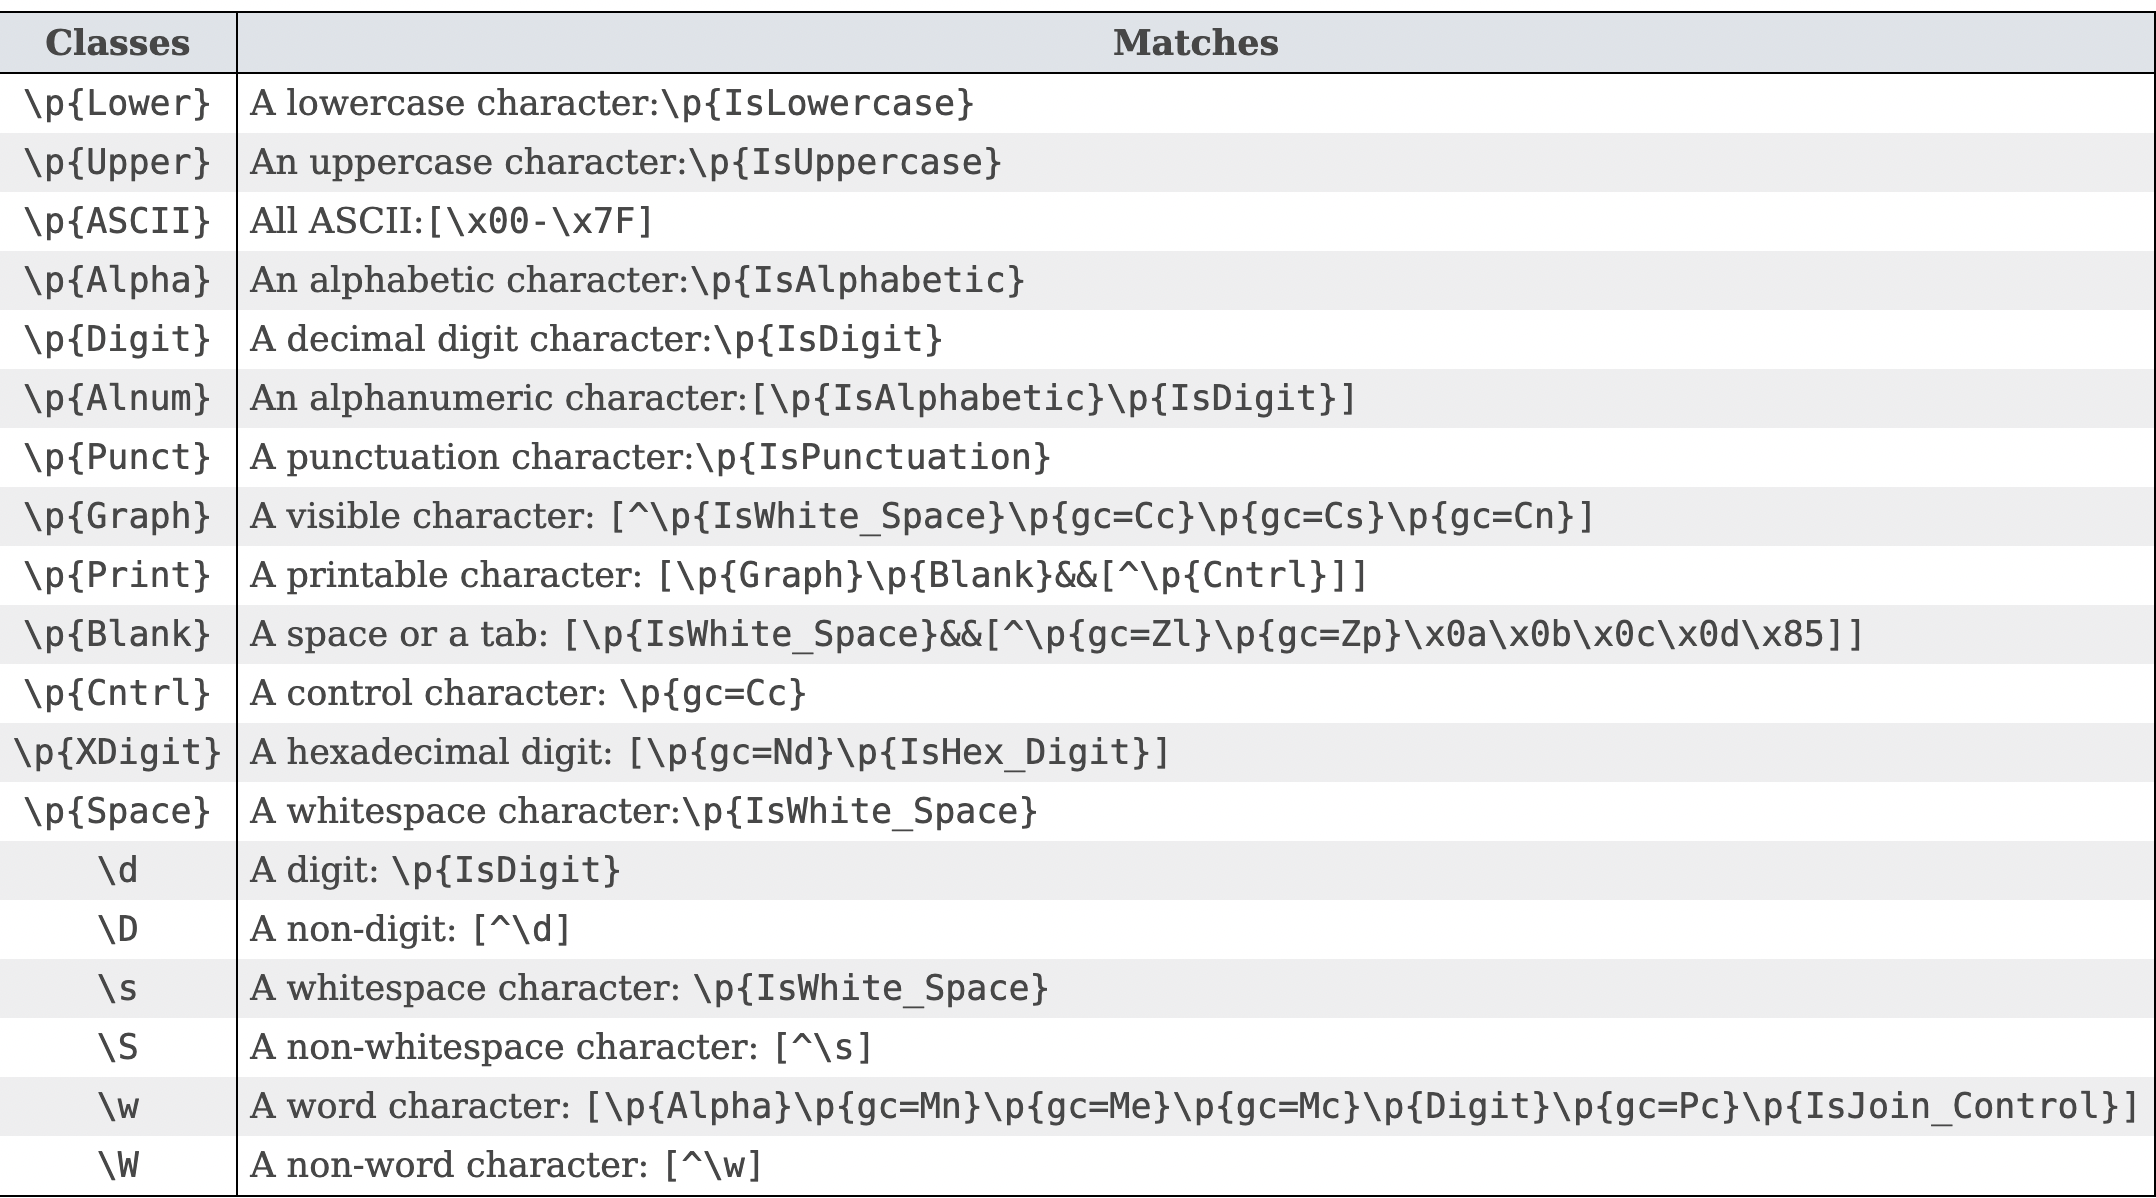 Classes Matches
\p{Lower} A lowercase character:\p{IsLowercase}
\p{Upper} An uppercase character:\p{IsUppercase}
\p{ASCII} All ASCII:[\x00-\x7F]
\p{Alpha} An alphabetic character:\p{IsAlphabetic}
\p{Digit} A decimal digit character:\p{IsDigit}
\p{Alnum} An alphanumeric character:[\p{IsAlphabetic}\p{IsDigit}]
\p{Punct} A punctuation character:\p{IsPunctuation}
\p{Graph} A visible character: [^\p{IsWhite_Space}\p{gc=Cc}\p{gc=Cs}\p{gc=Cn}]
\p{Print} A printable character: [\p{Graph}\p{Blank}&&[^\p{Cntrl}]]
\p{Blank} A space or a tab: [\p{IsWhite_Space}&&[^\p{gc=Zl}\p{gc=Zp}\x0a\x0b\x0c\x0d\x85]]
\p{Cntrl} A control character: \p{gc=Cc}
\p{XDigit} A hexadecimal digit: [\p{gc=Nd}\p{IsHex_Digit}]
\p{Space} A whitespace character:\p{IsWhite_Space}
\d A digit: \p{IsDigit}
\D A non-digit: [^\d]
\s A whitespace character: \p{IsWhite_Space}
\S A non-whitespace character: [^\s]
\w A word character: [\p{Alpha}\p{gc=Mn}\p{gc=Me}\p{gc=Mc}\p{Digit}\p{gc=Pc}\p{IsJoin_Control}]
\W A non-word character: [^\w]